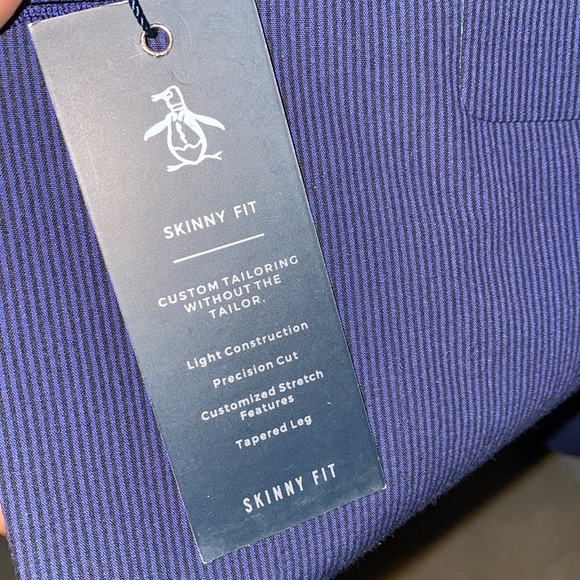 SKINNY FIT
CUSTOM TAILORING
WITHOUT THE
TAILOR.
Light Construction
Precision Cut
Customized Stretch
Features
Tapered Leg
SKINNY FIT